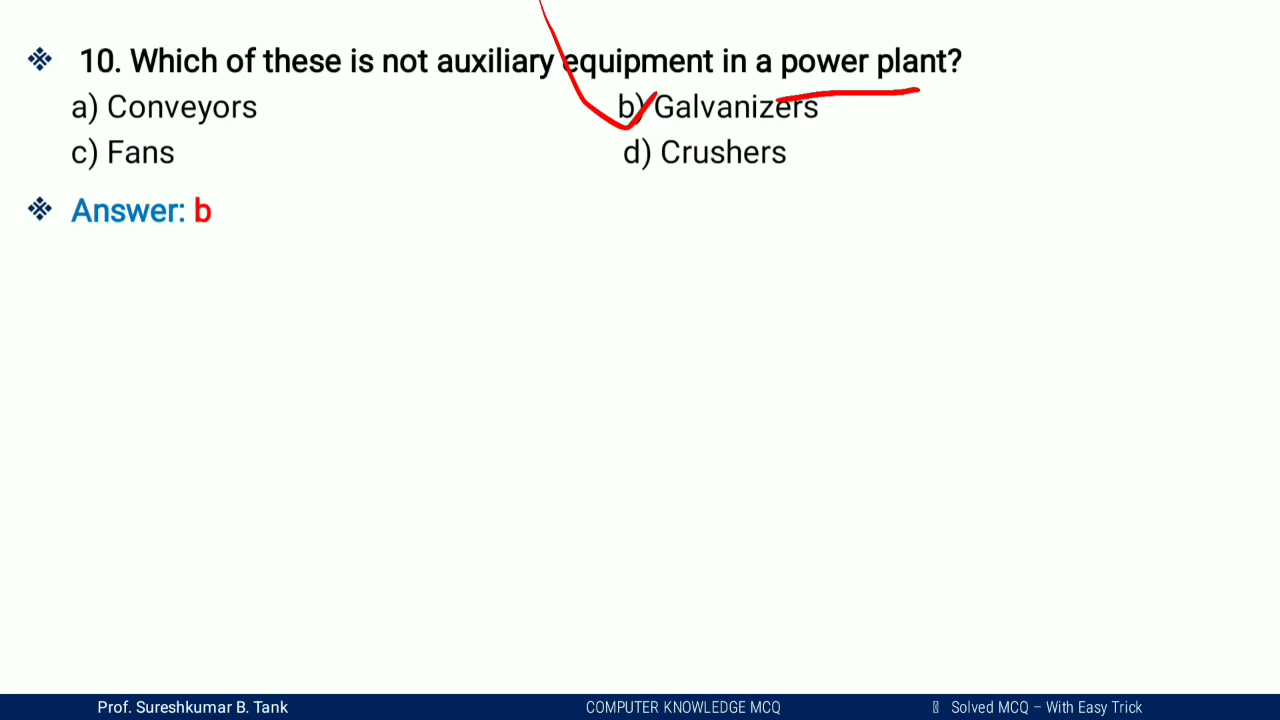 10. Which of these is not auxiliary equipment in a power plant?
a) Conveyors b) Galvanizers
c) Fans d) Crushers
Answer: b
Prof. Sureshkumar B. Tank COMPUTER KNOWLEDGE MCQ Solved MCQ – With Easy Trick